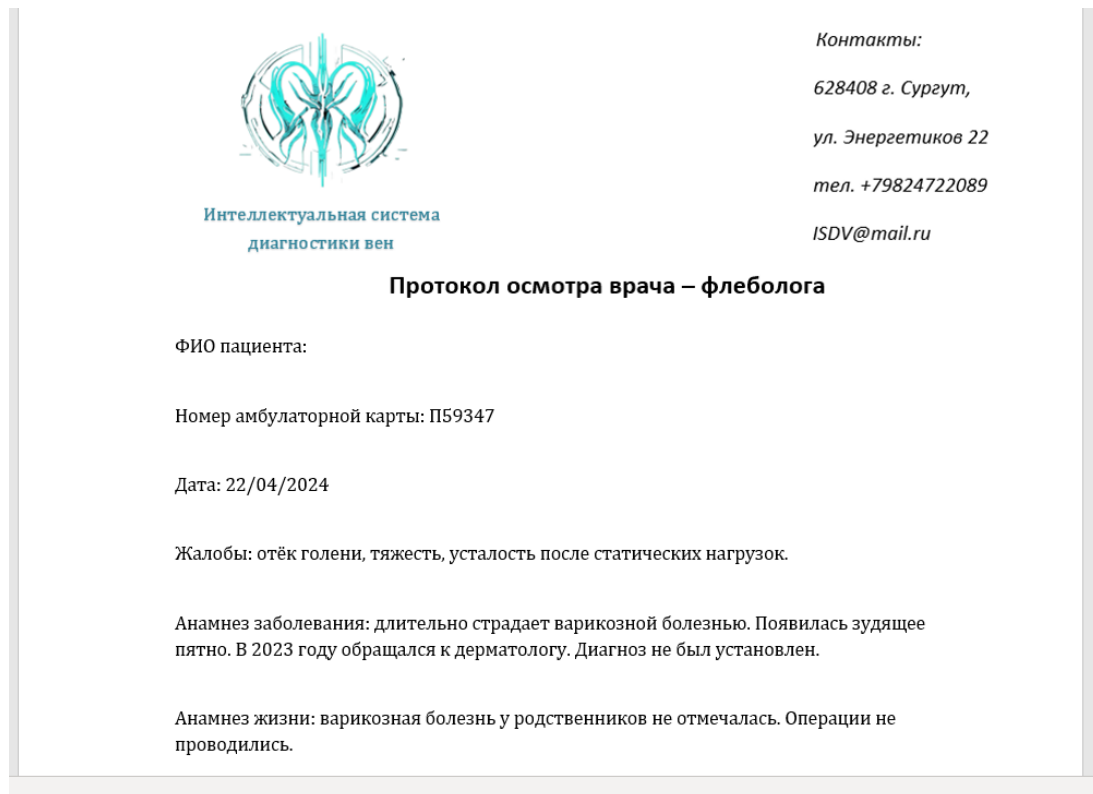 Контакты:
628408 г. Сургут,
ул. Энергетиков 22
тел. +79824722089
ISDV@mail.ru
Интеллектуальная система
диагностики вен
Протокол осмотра врача – флеболога
ФИО пациента:
Номер амбулаторной карты: П59347
Дата: 22/04/2024
Жалобы: отёк голени, тяжесть, усталость после статических нагрузок.
Анамнез заболевания: длительно страдает варикозной болезнью. Появилась зудящее
пятно. В 2023 году обращался к дерматологу. Диагноз не был установлен.
Анамнез жизни: варикозная болезнь у родственников не отмечалась. Операции не
проводились.